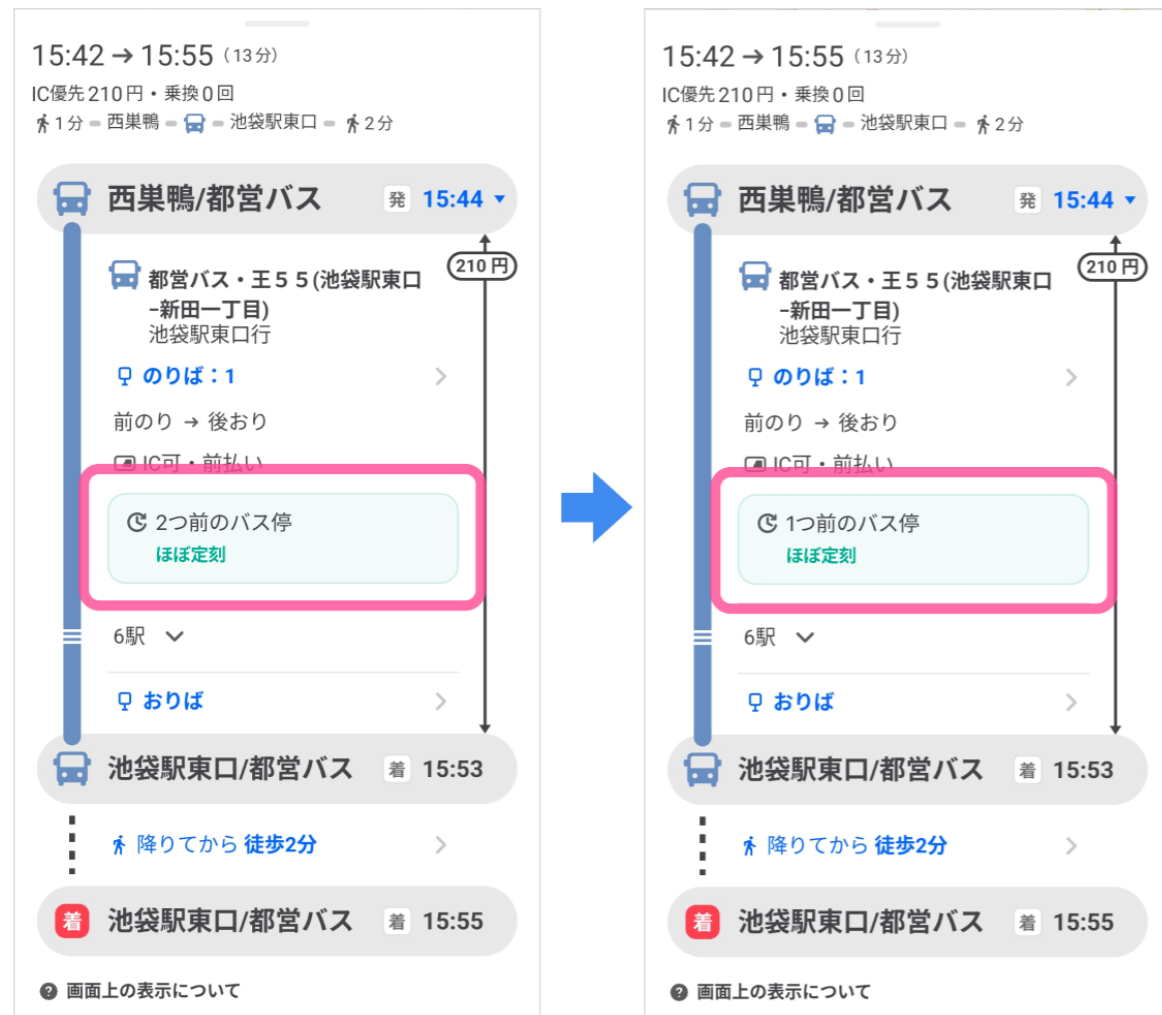 15:42 → 15:55 (13分)
IC優先210円・乗換0回
1分 西巣鴨 池袋駅東口 2分
西巣鴨/都営バス 発 15:44
210円
都営バス・王５５(池袋駅東口
−新田一丁目)
池袋駅東口行
のりば：1
前のり → 後おり
IC可・前払い
2つ前のバス停
ほぼ定刻
6駅
おりば
池袋駅東口/都営バス 着 15:53
降りてから 徒歩2分
着 池袋駅東口/都営バス 着 15:55
画面上の表示について
15:42 → 15:55 (13分)
IC優先210円・乗換0回
1分 西巣鴨 池袋駅東口 2分
西巣鴨/都営バス 発 15:44
210円
都営バス・王５５(池袋駅東口
−新田一丁目)
池袋駅東口行
のりば：1
前のり → 後おり
IC可・前払い
1つ前のバス停
ほぼ定刻
6駅
おりば
池袋駅東口/都営バス 着 15:53
降りてから 徒歩2分
着 池袋駅東口/都営バス 着 15:55
画面上の表示について